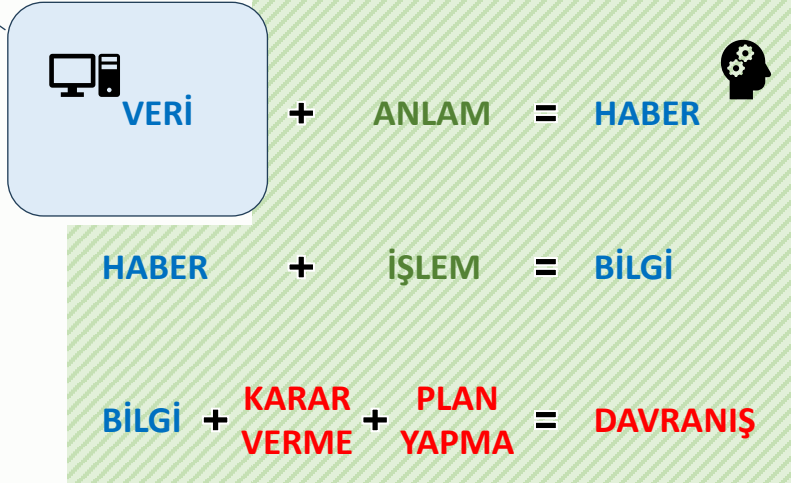 VERİ + ANLAM = HABER
HABER + İŞLEM = BİLGİ
BİLGİ + KARAR VERME + PLAN YAPMA = DAVRANIŞ